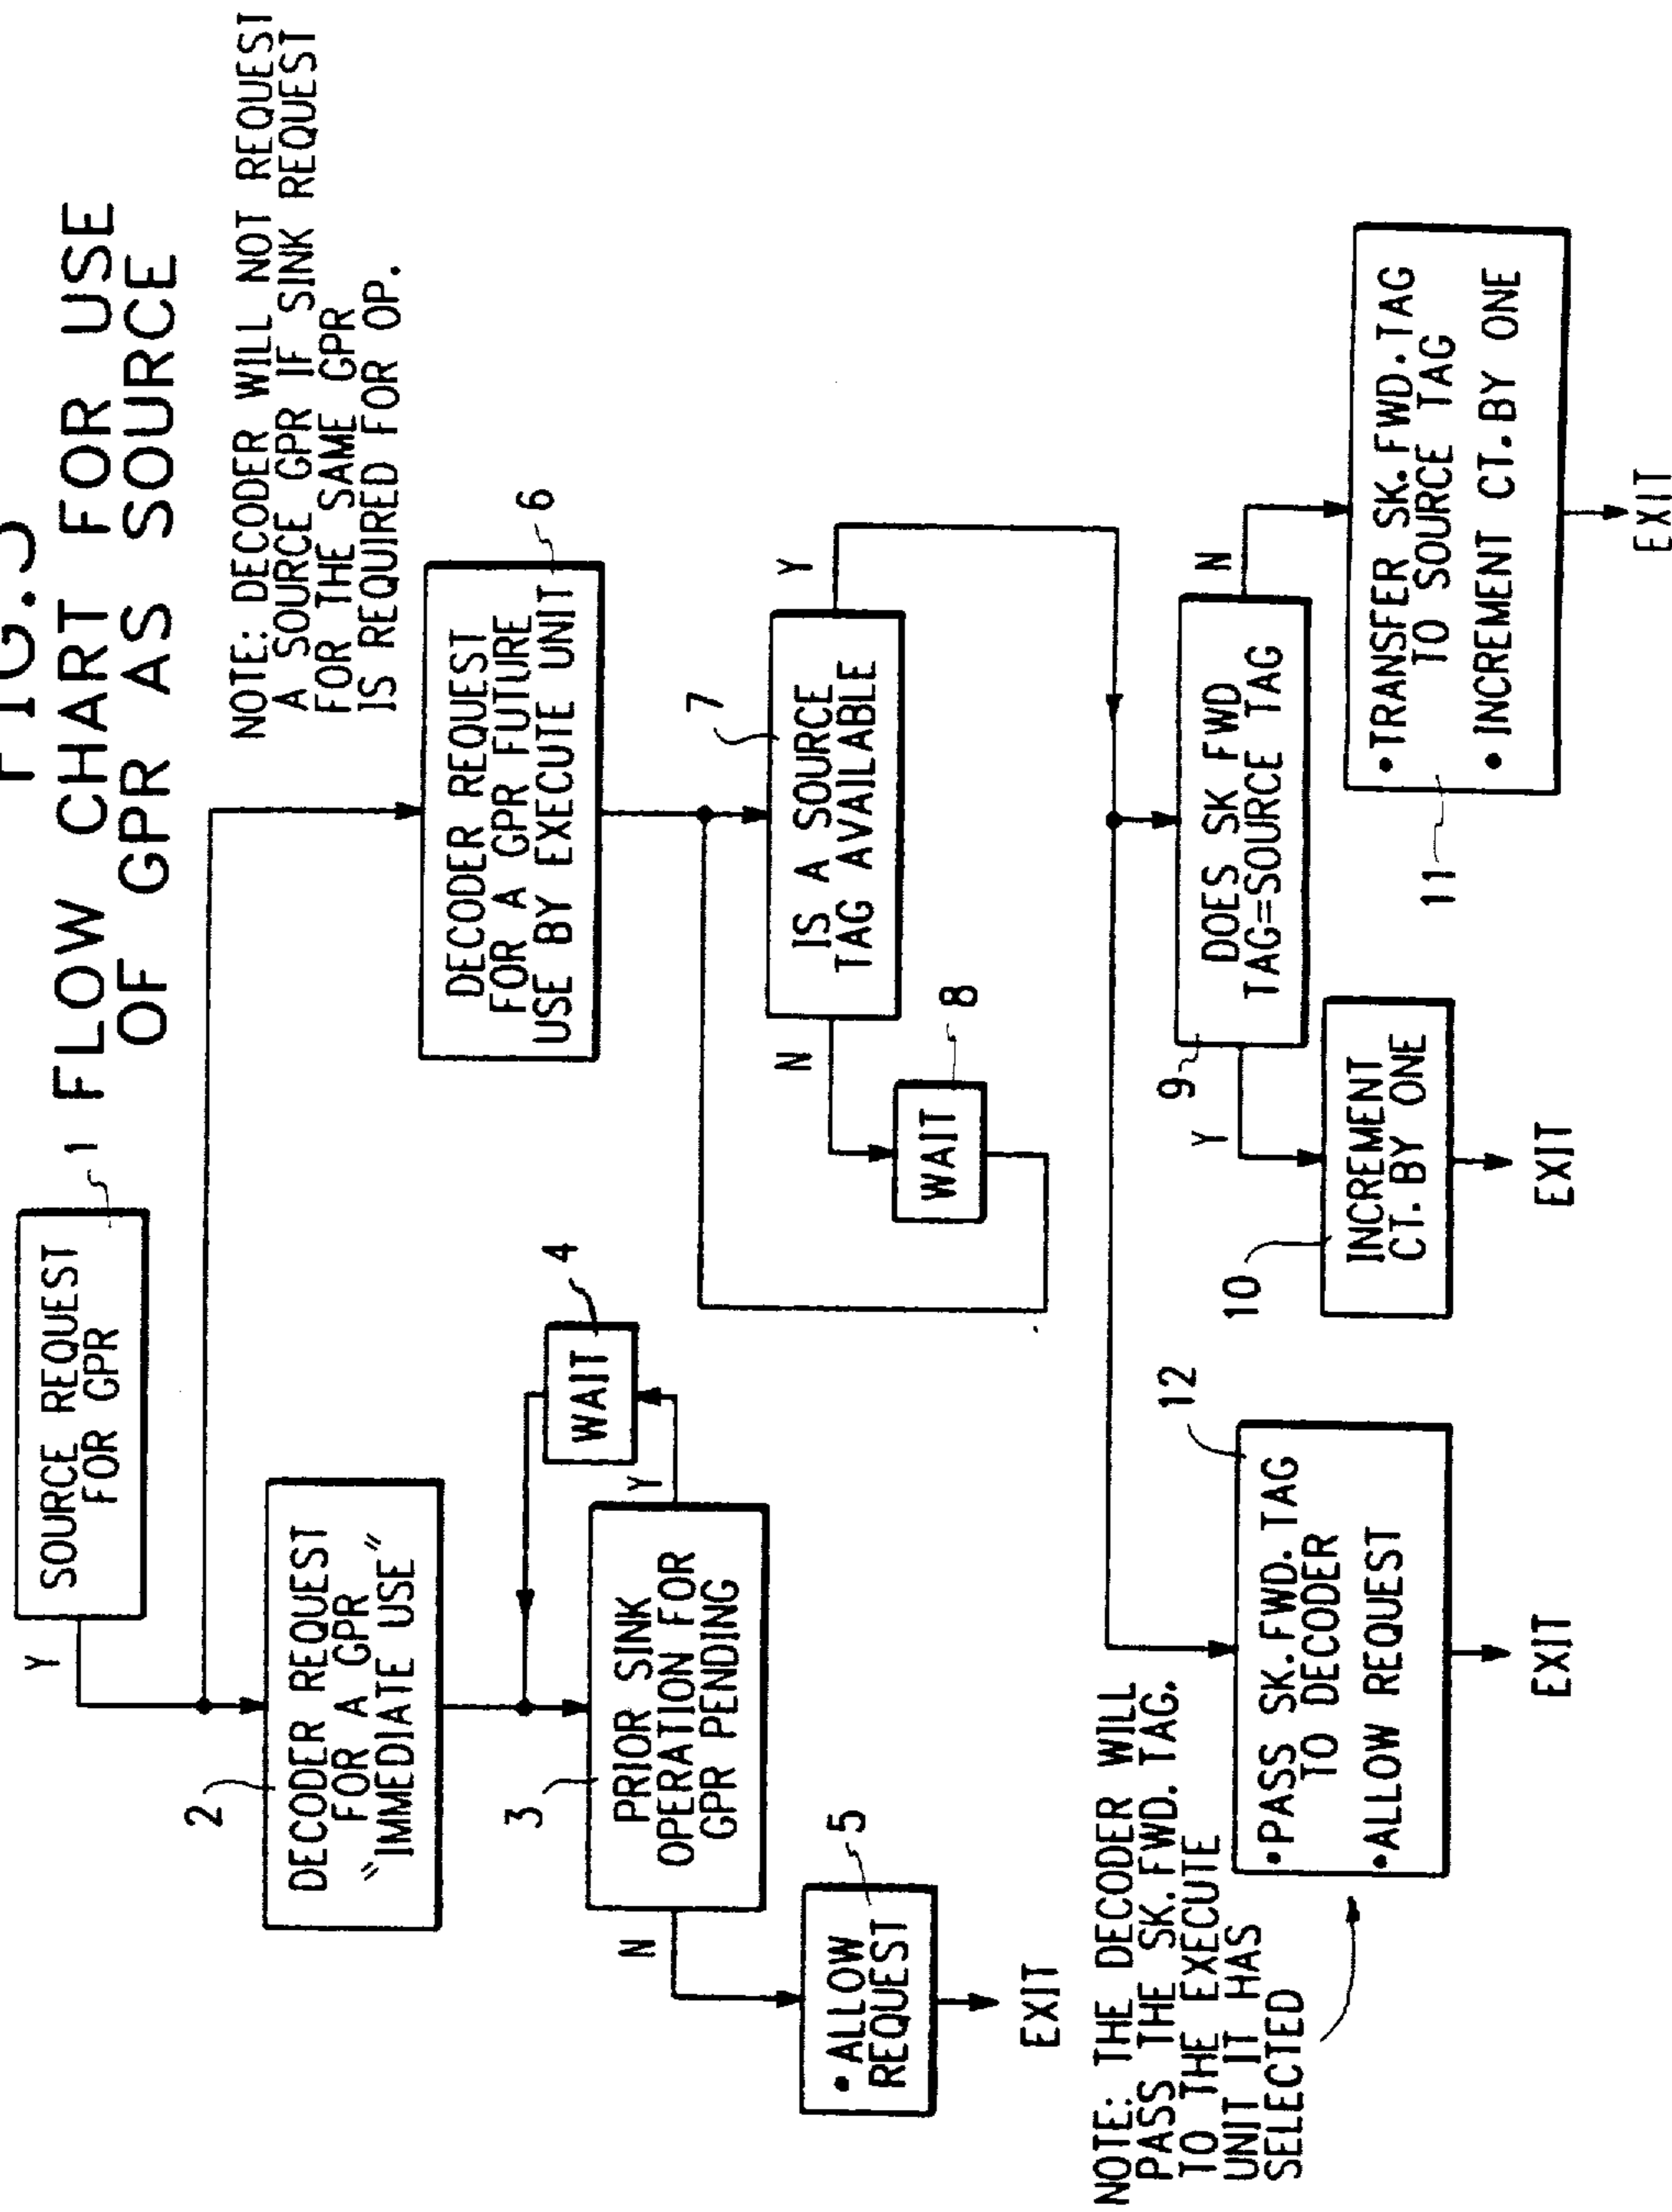 FIG.3
FLOW CHART FOR USE
OF GPR AS SOURCE
1
Y
SOURCE REQUEST
FOR GPR
NOTE: DECODER WILL NOT REQUEST
A SOURCE GPR IF SINK REQUEST
FOR THE SAME GPR
IS REQUIRED FOR OP.
2
DECODER REQUEST
FOR A GPR
"IMMEDIATE USE"
6
DECODER REQUEST
FOR A GPR FUTURE
USE BY EXECUTE UNIT
3
PRIOR SINK
OPERATION FOR
GPR PENDING
Y
4
WAIT
N
5
• ALLOW
REQUEST
EXIT
7
IS A SOURCE
TAG AVAILABLE
Y
N
8
WAIT
9
DOES SK FWD
TAG=SOURCE TAG
Y
N
10
INCREMENT
CT. BY ONE
EXIT
11
• TRANSFER SK. FWD. TAG
TO SOURCE TAG
• INCREMENT CT. BY ONE
EXIT
NOTE: THE DECODER WILL
PASS THE SK. FWD. TAG.
TO THE EXECUTE
UNIT IT HAS
SELECTED
12
• PASS SK. FWD. TAG
TO DECODER
• ALLOW REQUEST
EXIT